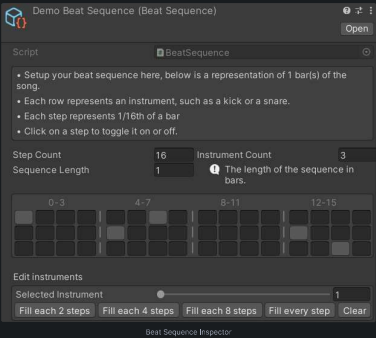 Demo Beat Sequence (Beat Sequence)
Open
Script
BeatSequence
• Setup your beat sequence here, below is a representation of 1 bar(s) of the
song.
• Each row represents an instrument, such as a kick or a snare.
• Each step represents 1/16th of a bar
• Click on a step to toggle it on or off.
Step Count 16 Instrument Count 3
Sequence Length 1 The length of the sequence in
bars.
0-3 4-7 8-11 12-15
Edit instruments
Selected Instrument 1
Fill each 2 steps Fill each 4 steps Fill each 8 steps Fill every step Clear
Beat Sequence Inspector